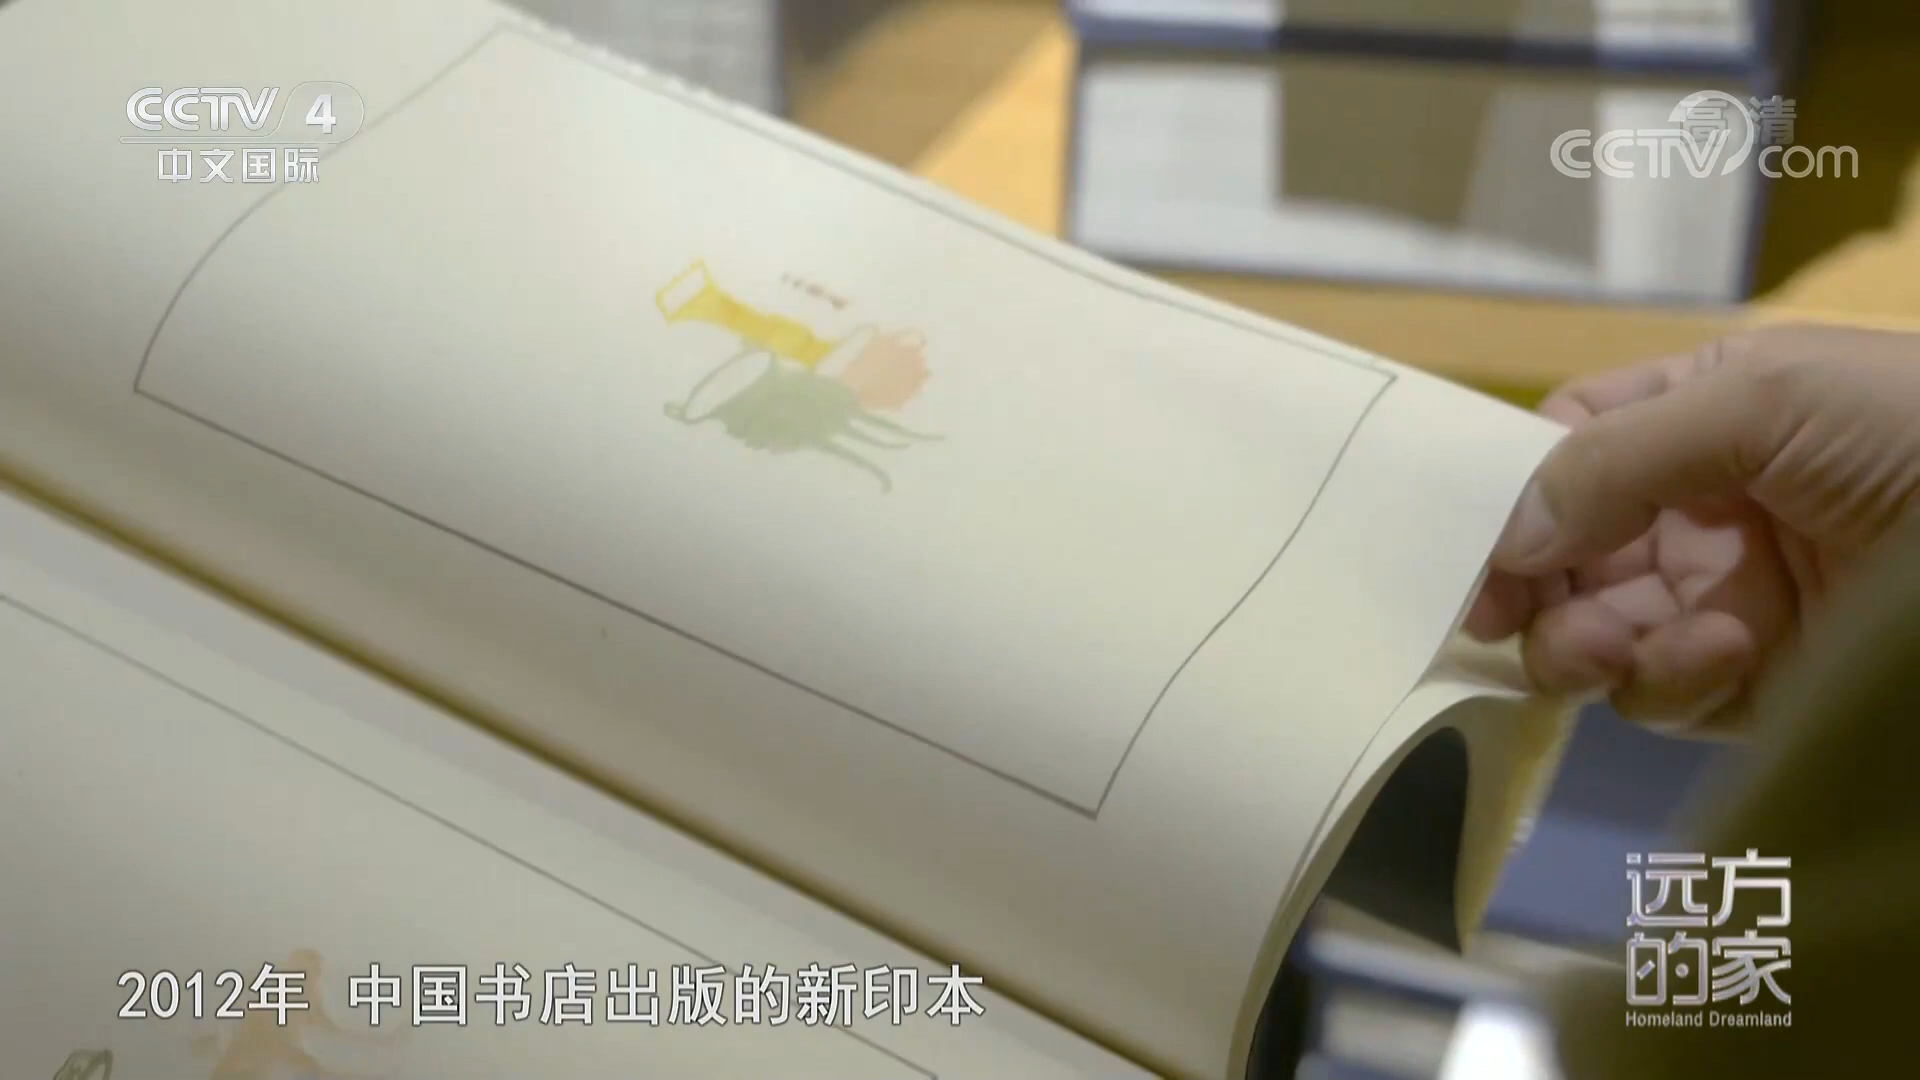 CCTV 4
中文国际
高清
CCTV com
远方
的家
Homeland Dreamland
2012年 中国书店出版的新印本